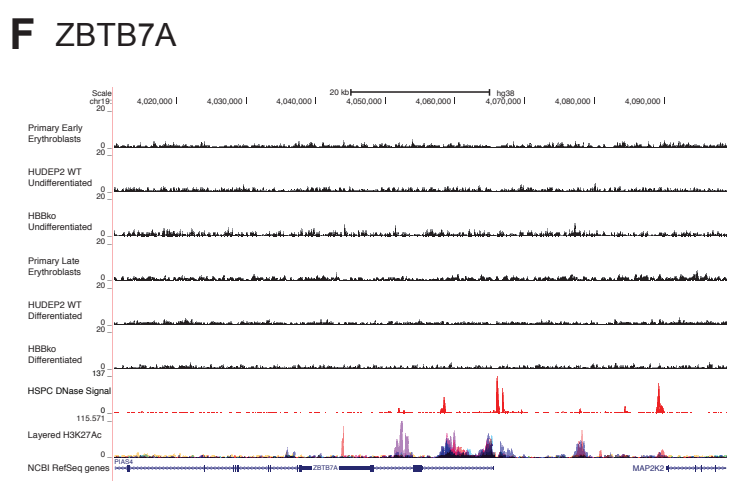 F ZBTB7A
Scale 20 kb hg38
chr19: 4,020,000 4,030,000 4,040,000 4,050,000 4,060,000 4,070,000 4,080,000 4,090,000
20
Primary Early
Erythroblasts
0
20
HUDEP2 WT
Undifferentiated
0
20
HBBko
Undifferentiated
0
20
Primary Late
Erythroblasts
0
20
HUDEP2 WT
Differentiated
0
20
HBBko
Differentiated
0
137
HSPC DNase Signal
0
115.571
Layered H3K27Ac
0
PIAS4
NCBI RefSeq genes ZBTB7A MAP2K2